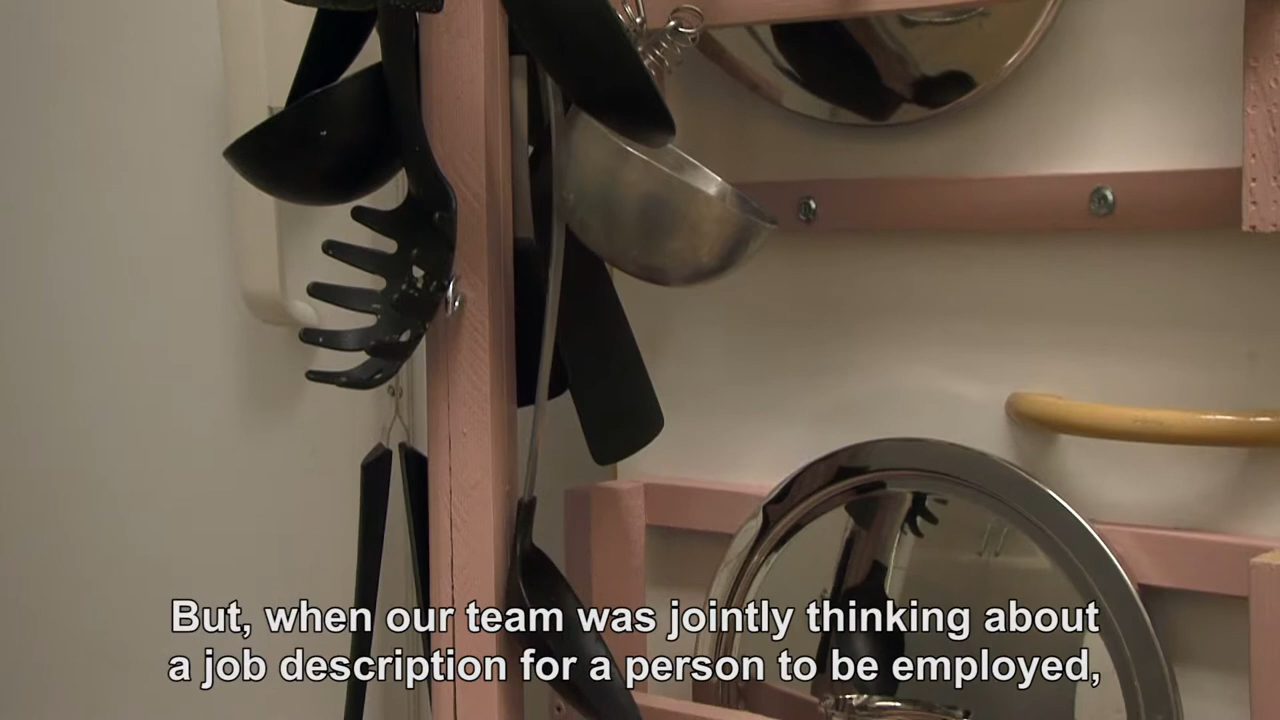 But, when our team was jointly thinking about
a job description for a person to be employed,